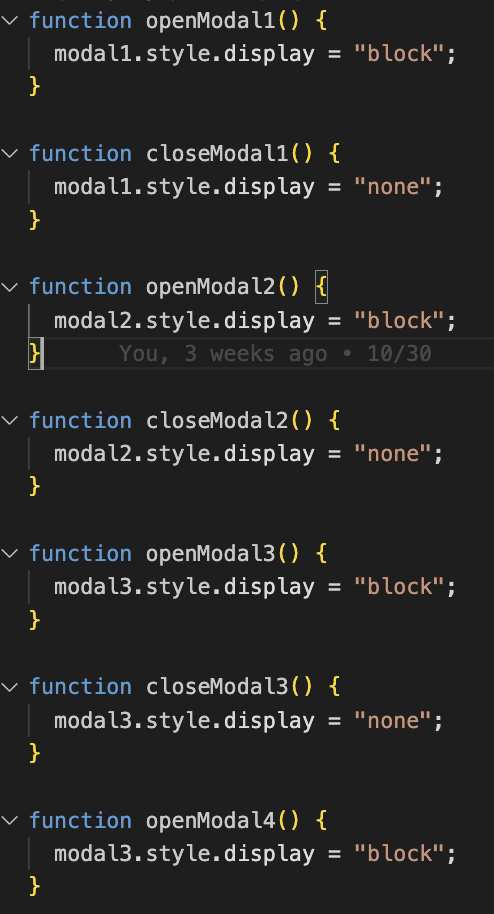 function openModal1() {
  modal1.style.display = "block";
}
function closeModal1() {
  modal1.style.display = "none";
}
function openModal2() {
  modal2.style.display = "block";
}      You, 3 weeks ago • 10/30
function closeModal2() {
  modal2.style.display = "none";
}
function openModal3() {
  modal3.style.display = "block";
}
function closeModal3() {
  modal3.style.display = "none";
}
function openModal4() {
  modal3.style.display = "block";
}